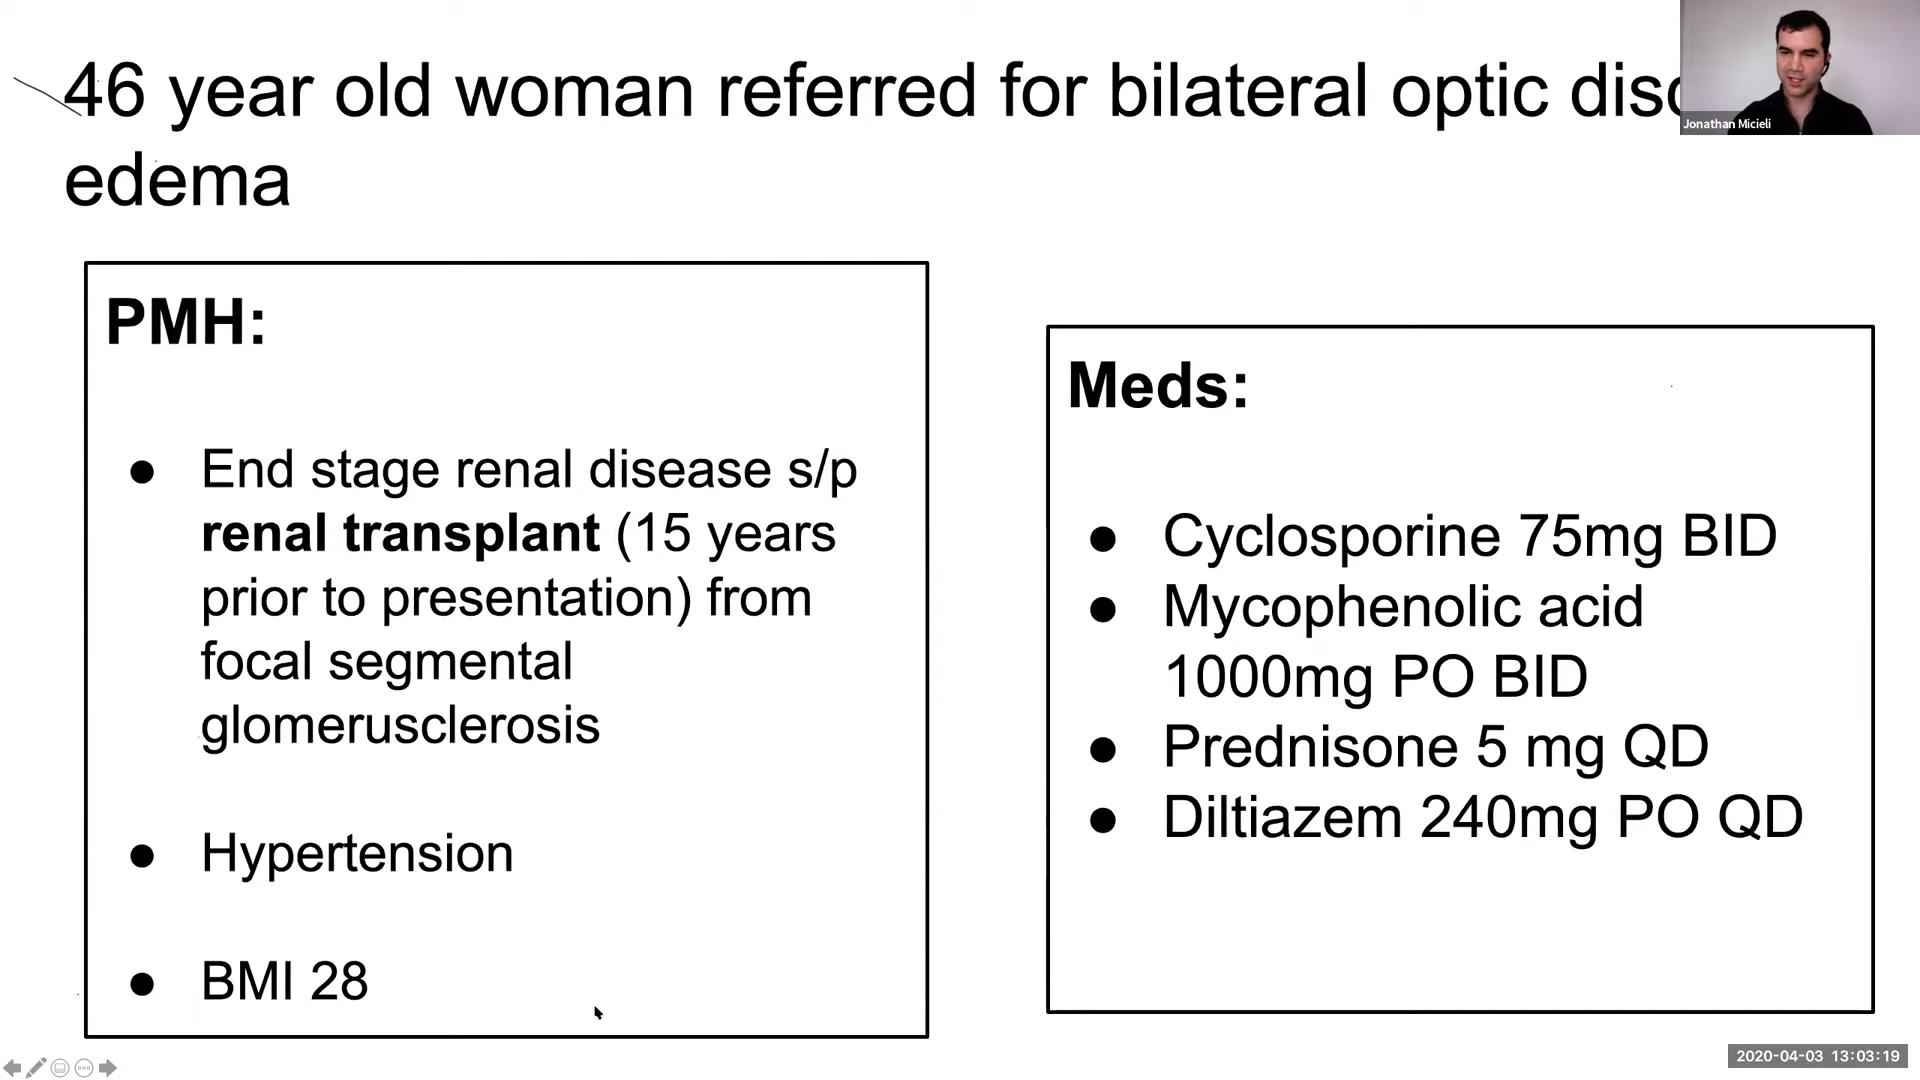 46 year old woman referred for bilateral optic disc
edema
Jonathan Micieli
PMH:
● End stage renal disease s/p
renal transplant (15 years
prior to presentation) from
focal segmental
glomerusclerosis
● Hypertension
● BMI 28
Meds:
● Cyclosporine 75mg BID
● Mycophenolic acid
1000mg PO BID
● Prednisone 5 mg QD
● Diltiazem 240mg PO QD
2020-04-03 13:03:19